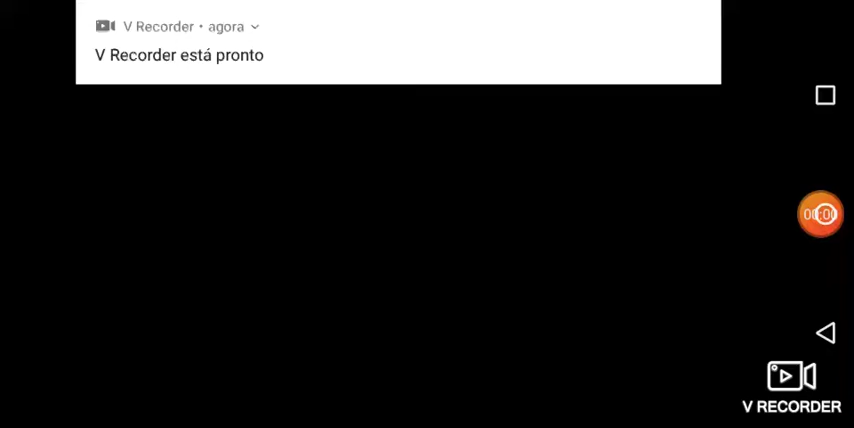 V Recorder • agora
V Recorder está pronto
00:00
V RECORDER